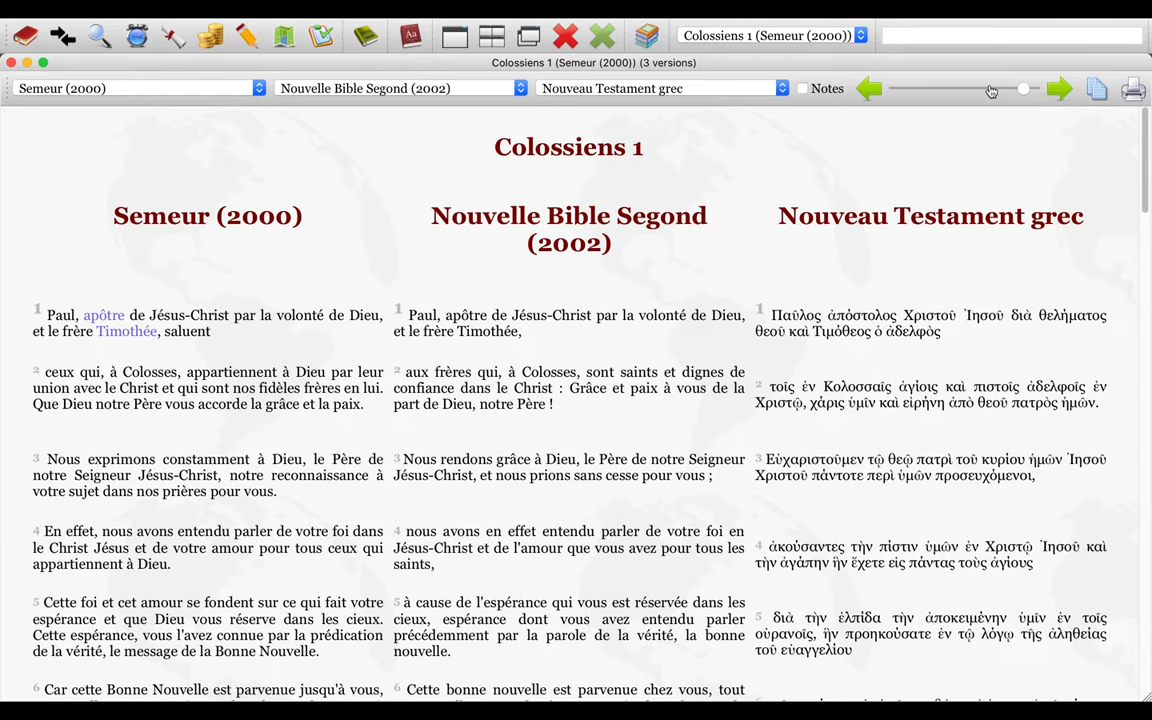 Colossiens 1 (Semeur (2000))
Colossiens 1 (Semeur (2000)) (3 versions)
Semeur (2000)
Nouvelle Bible Segond (2002)
Nouveau Testament grec
Notes
Colossiens 1
Semeur (2000)
1 Paul, apôtre de Jésus-Christ par la volonté de Dieu,
et le frère Timothée, saluent
2 ceux qui, à Colosses, appartiennent à Dieu par leur
union avec le Christ et qui sont nos fidèles frères en lui.
Que Dieu notre Père vous accorde la grâce et la paix.
3 Nous exprimons constamment à Dieu, le Père de
notre Seigneur Jésus-Christ, notre reconnaissance à
votre sujet dans nos prières pour vous.
4 En effet, nous avons entendu parler de votre foi dans
le Christ Jésus et de votre amour pour tous ceux qui
appartiennent à Dieu.
5 Cette foi et cet amour se fondent sur ce qui fait votre
espérance et que Dieu vous réserve dans les cieux.
Cette espérance, vous l'avez connue par la prédication
de la vérité, le message de la Bonne Nouvelle.
6 Car cette Bonne Nouvelle est parvenue jusqu'à vous,
Nouvelle Bible Segond
(2002)
1 Paul, apôtre de Jésus-Christ par la volonté de Dieu,
et le frère Timothée,
2 aux frères qui, à Colosses, sont saints et dignes de
confiance dans le Christ : Grâce et paix à vous de la
part de Dieu, notre Père !
3 Nous rendons grâce à Dieu, le Père de notre Seigneur
Jésus-Christ, et nous prions sans cesse pour vous ;
4 nous avons en effet entendu parler de votre foi en
Jésus-Christ et de l'amour que vous avez pour tous les
saints,
5 à cause de l'espérance qui vous est réservée dans les
cieux, espérance dont vous avez entendu parler
précédemment par la parole de la vérité, la bonne
nouvelle.
6 Cette bonne nouvelle est parvenue chez vous, tout
Nouveau Testament grec
1 Παῦλος ἀπόστολος Χριστοῦ Ἰησοῦ διὰ θελήματος
θεοῦ καὶ Τιμόθεος ὁ ἀδελφὸς
2 τοῖς ἐν Κολοσσαῖς ἁγίοις καὶ πιστοῖς ἀδελφοῖς ἐν
Χριστῷ, χάρις ὑμῖν καὶ εἰρήνη ἀπὸ θεοῦ πατρὸς ἡμῶν.
3 Εὐχαριστοῦμεν τῷ θεῷ πατρὶ τοῦ κυρίου ἡμῶν Ἰησοῦ
Χριστοῦ πάντοτε περὶ ὑμῶν προσευχόμενοι,
4 ἀκούσαντες τὴν πίστιν ὑμῶν ἐν Χριστῷ Ἰησοῦ καὶ
τὴν ἀγάπην ἣν ἔχετε εἰς πάντας τοὺς ἁγίους
5 διὰ τὴν ἐλπίδα τὴν ἀποκειμένην ὑμῖν ἐν τοῖς
οὐρανοῖς, ἣν προηκούσατε ἐν τῷ λόγῳ τῆς ἀληθείας
τοῦ εὐαγγελίου